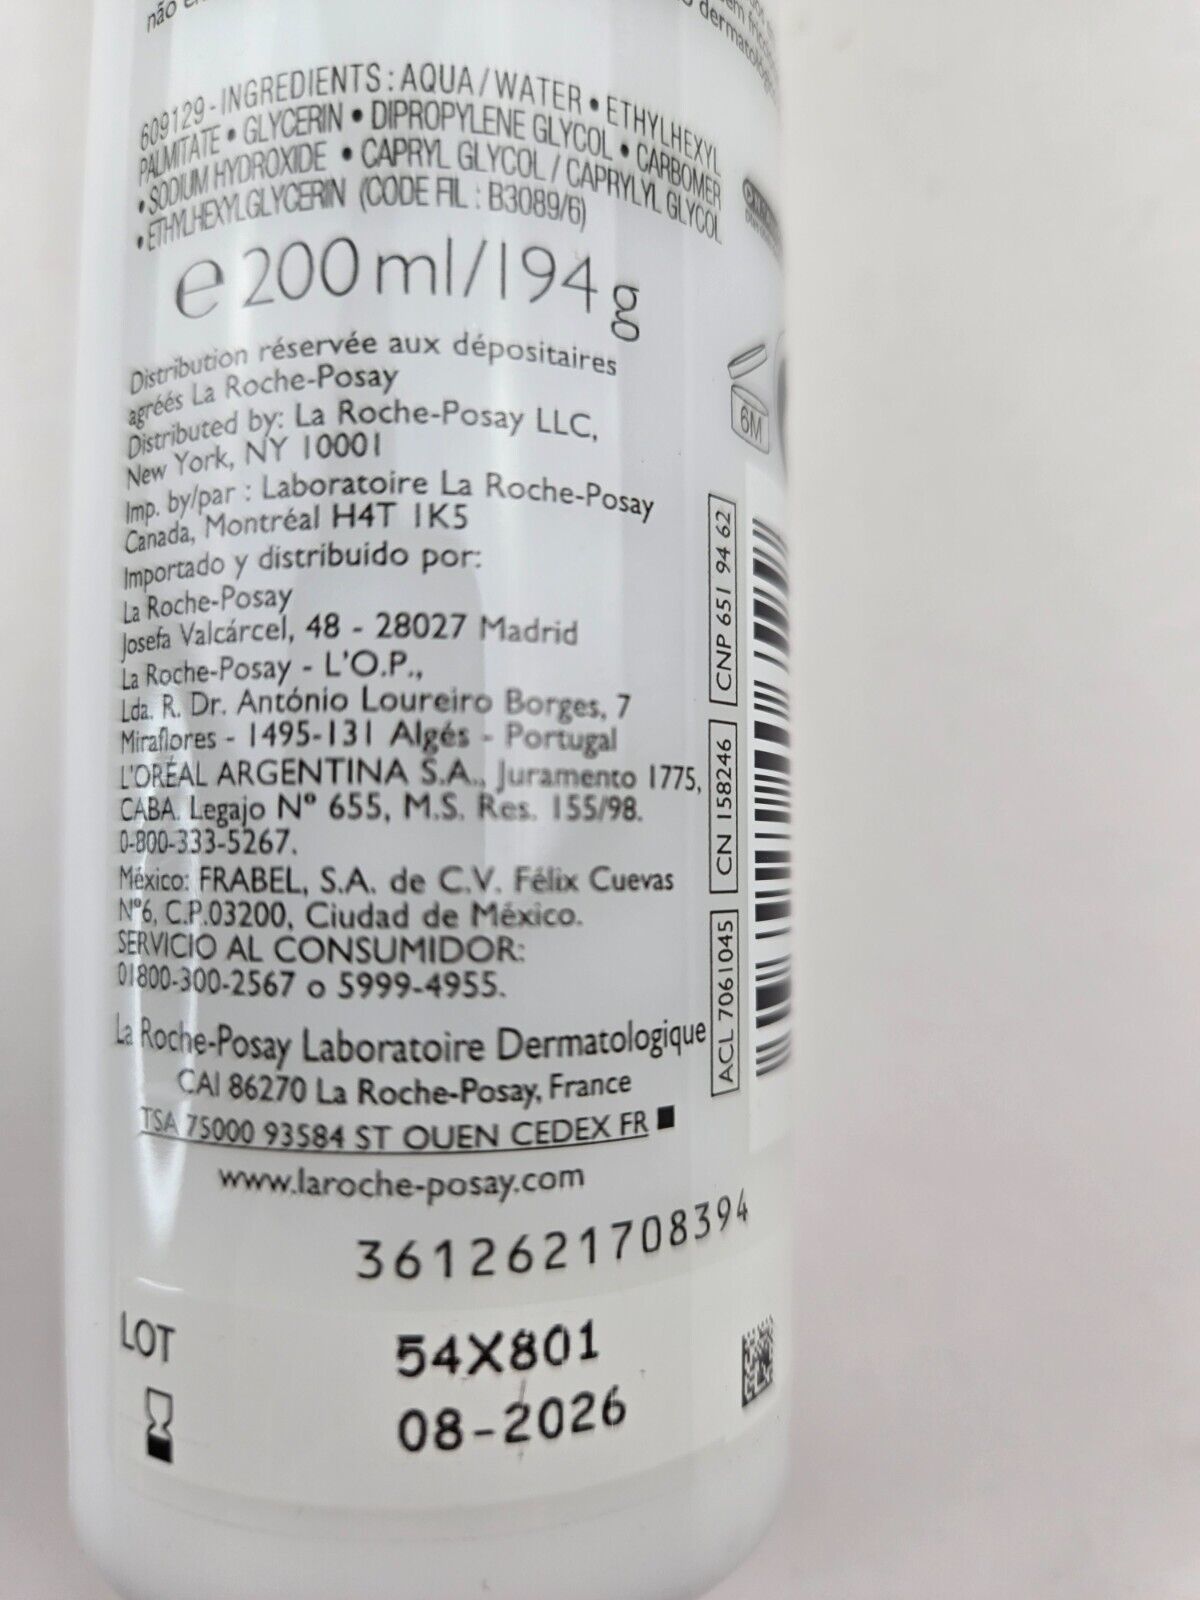 não
dermatológico
609129 - INGREDIENTS : AQUA / WATER • ETHYLHEXYL
PALMITATE • GLYCERIN • DIPROPYLENE GLYCOL • CARBOMER
• SODIUM HYDROXIDE • CAPRYL GLYCOL / CAPRYLYL GLYCOL
• ETHYLHEXYLGLYCERIN (CODE FIL : B3089/6)
e 200 ml/194 g
Distribution réservée aux dépositaires
agréés La Roche-Posay
Distributed by: La Roche-Posay LLC,
New York, NY 10001
Imp. by/par : Laboratoire La Roche-Posay
Canada, Montréal H4T 1K5
Importado y distribuido por:
La Roche-Posay
Josefa Valcárcel, 48 - 28027 Madrid
La Roche-Posay - L'O.P.,
Lda. R. Dr. António Loureiro Borges, 7
Miraflores - 1495-131 Algés - Portugal
L'ORÉAL ARGENTINA S.A., Juramento 1775,
CABA. Legajo N° 655, M.S. Res. 155/98.
0-800-333-5267.
México: FRABEL, S.A. de C.V. Félix Cuevas
N°6, C.P.03200, Ciudad de México.
SERVICIO AL CONSUMIDOR:
01800-300-2567 o 5999-4955.
La Roche-Posay Laboratoire Dermatologique
CAI 86270 La Roche-Posay, France
TSA 75000 93584 ST OUEN CEDEX FR
www.laroche-posay.com
3612621708394
LOT 54X801
08-2026
6M
CNP 651 94 62
CN 158246
ACL 7061045